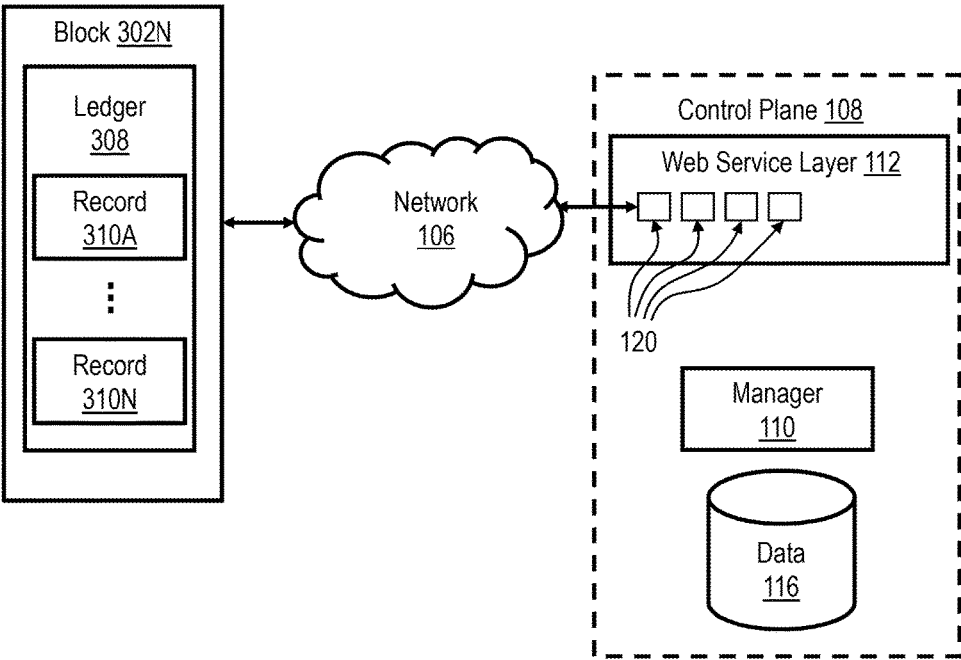 Block 302N
Ledger
308
Record
310A
Record
310N
Network
106
Control Plane 108
Web Service Layer 112
120
Manager
110
Data
116